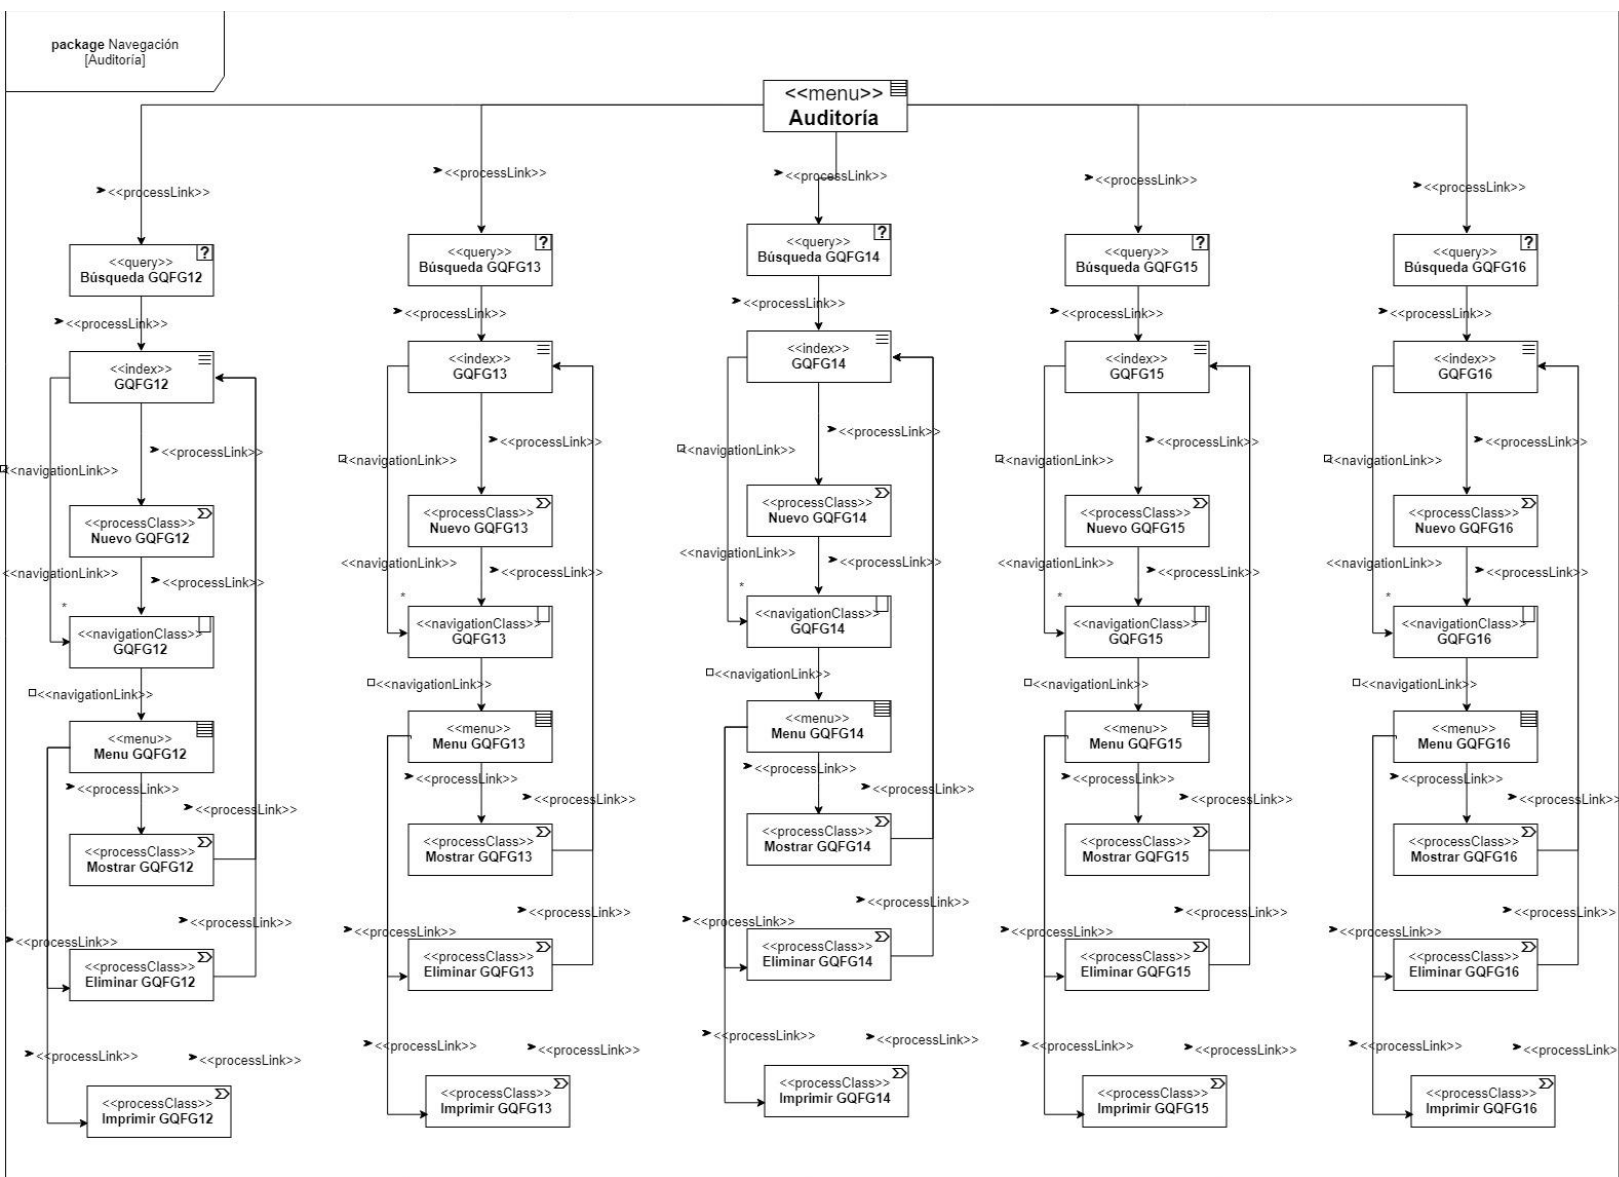 package Navegación
[Auditoría]
<<menu>>
Auditoría
<<processLink>>
<<processLink>>
<<processLink>>
<<processLink>>
<<processLink>>
<<query>>
Búsqueda GQFG12
<<processLink>>
<<index>>
GQFG12
<<processLink>>
<<navigationLink>>
<<processClass>>
Nuevo GQFG12
<<navigationLink>>
<<processLink>>
*
<<navigationClass>>
GQFG12
<<navigationLink>>
<<menu>>
Menu GQFG12
<<processLink>>
<<processLink>>
<<processClass>>
Mostrar GQFG12
<<processLink>>
<<processLink>>
<<processClass>>
Eliminar GQFG12
<<processLink>>
<<processLink>>
<<processClass>>
Imprimir GQFG12
<<query>>
Búsqueda GQFG13
<<processLink>>
<<index>>
GQFG13
<<processLink>>
<<navigationLink>>
<<processClass>>
Nuevo GQFG13
<<navigationLink>>
<<processLink>>
*
<<navigationClass>>
GQFG13
<<navigationLink>>
<<menu>>
Menu GQFG13
<<processLink>>
<<processLink>>
<<processClass>>
Mostrar GQFG13
<<processLink>>
<<processLink>>
<<processClass>>
Eliminar GQFG13
<<processLink>>
<<processLink>>
<<processClass>>
Imprimir GQFG13
<<query>>
Búsqueda GQFG14
<<processLink>>
<<index>>
GQFG14
<<processLink>>
<<navigationLink>>
<<processClass>>
Nuevo GQFG14
<<navigationLink>>
<<processLink>>
*
<<navigationClass>>
GQFG14
<<navigationLink>>
<<menu>>
Menu GQFG14
<<processLink>>
<<processLink>>
<<processClass>>
Mostrar GQFG14
<<processLink>>
<<processLink>>
<<processClass>>
Eliminar GQFG14
<<processLink>>
<<processLink>>
<<processClass>>
Imprimir GQFG14
<<query>>
Búsqueda GQFG15
<<processLink>>
<<index>>
GQFG15
<<processLink>>
<<navigationLink>>
<<processClass>>
Nuevo GQFG15
<<navigationLink>>
<<processLink>>
*
<<navigationClass>>
GQFG15
<<navigationLink>>
<<menu>>
Menu GQFG15
<<processLink>>
<<processLink>>
<<processClass>>
Mostrar GQFG15
<<processLink>>
<<processLink>>
<<processClass>>
Eliminar GQFG15
<<processLink>>
<<processLink>>
<<processClass>>
Imprimir GQFG15
<<query>>
Búsqueda GQFG16
<<processLink>>
<<index>>
GQFG16
<<processLink>>
<<navigationLink>>
<<processClass>>
Nuevo GQFG16
<<navigationLink>>
<<processLink>>
*
<<navigationClass>>
GQFG16
<<navigationLink>>
<<menu>>
Menu GQFG16
<<processLink>>
<<processLink>>
<<processClass>>
Mostrar GQFG16
<<processLink>>
<<processLink>>
<<processClass>>
Eliminar GQFG16
<<processLink>>
<<processLink>
<<processClass>>
Imprimir GQFG16